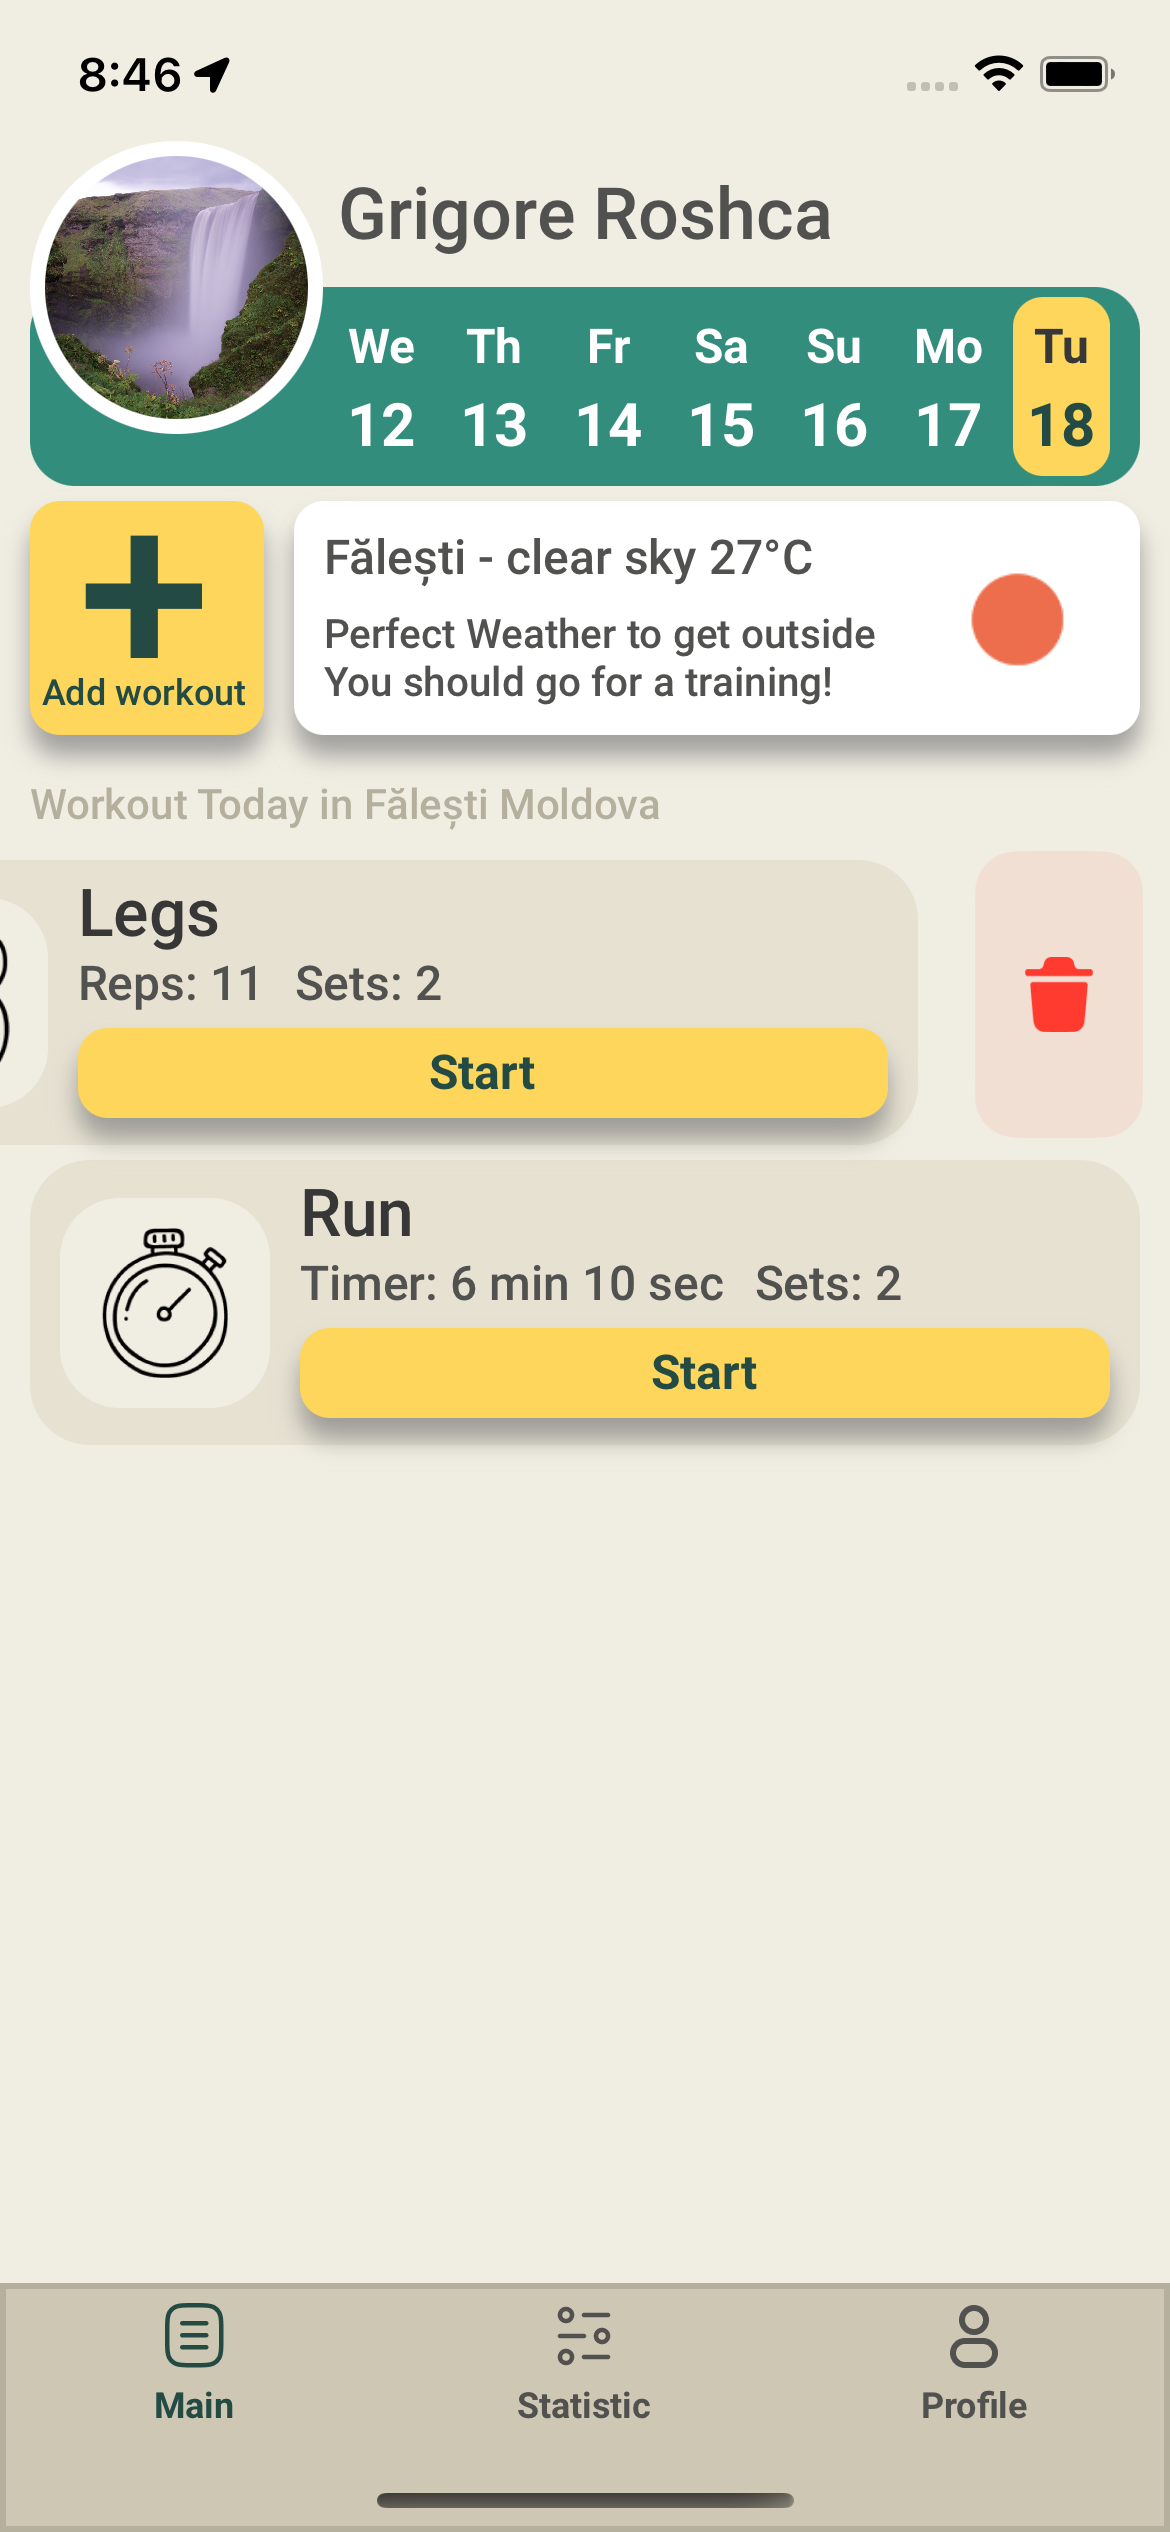 8:46
Grigore Roshca
We Th Fr Sa Su Mo Tu
12 13 14 15 16 17 18
Add workout
Fălești - clear sky 27°C
Perfect Weather to get outside
You should go for a training!
Workout Today in Fălești Moldova
Legs
Reps: 11 Sets: 2
Start
Run
Timer: 6 min 10 sec Sets: 2
Start
Main Statistic Profile